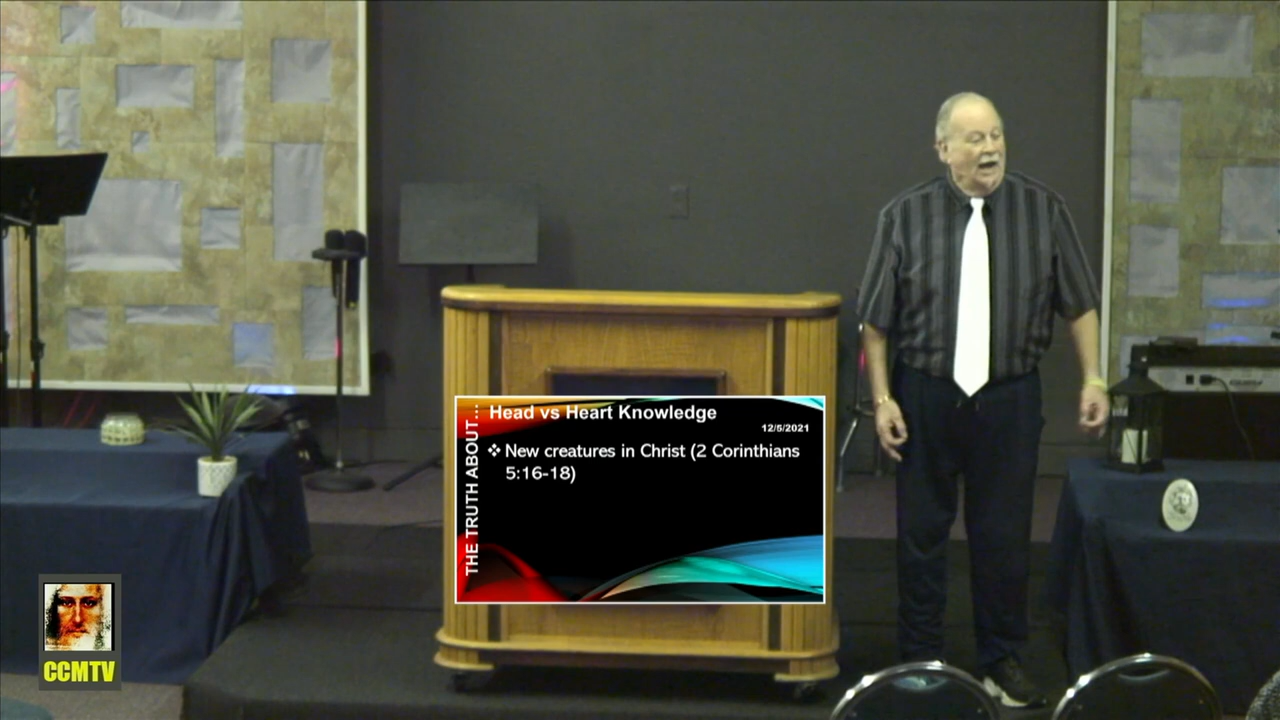 Head vs Heart Knowledge
12/5/2021
THE TRUTH ABOUT...
❖ New creatures in Christ (2 Corinthians
5:16-18)
CCMTV